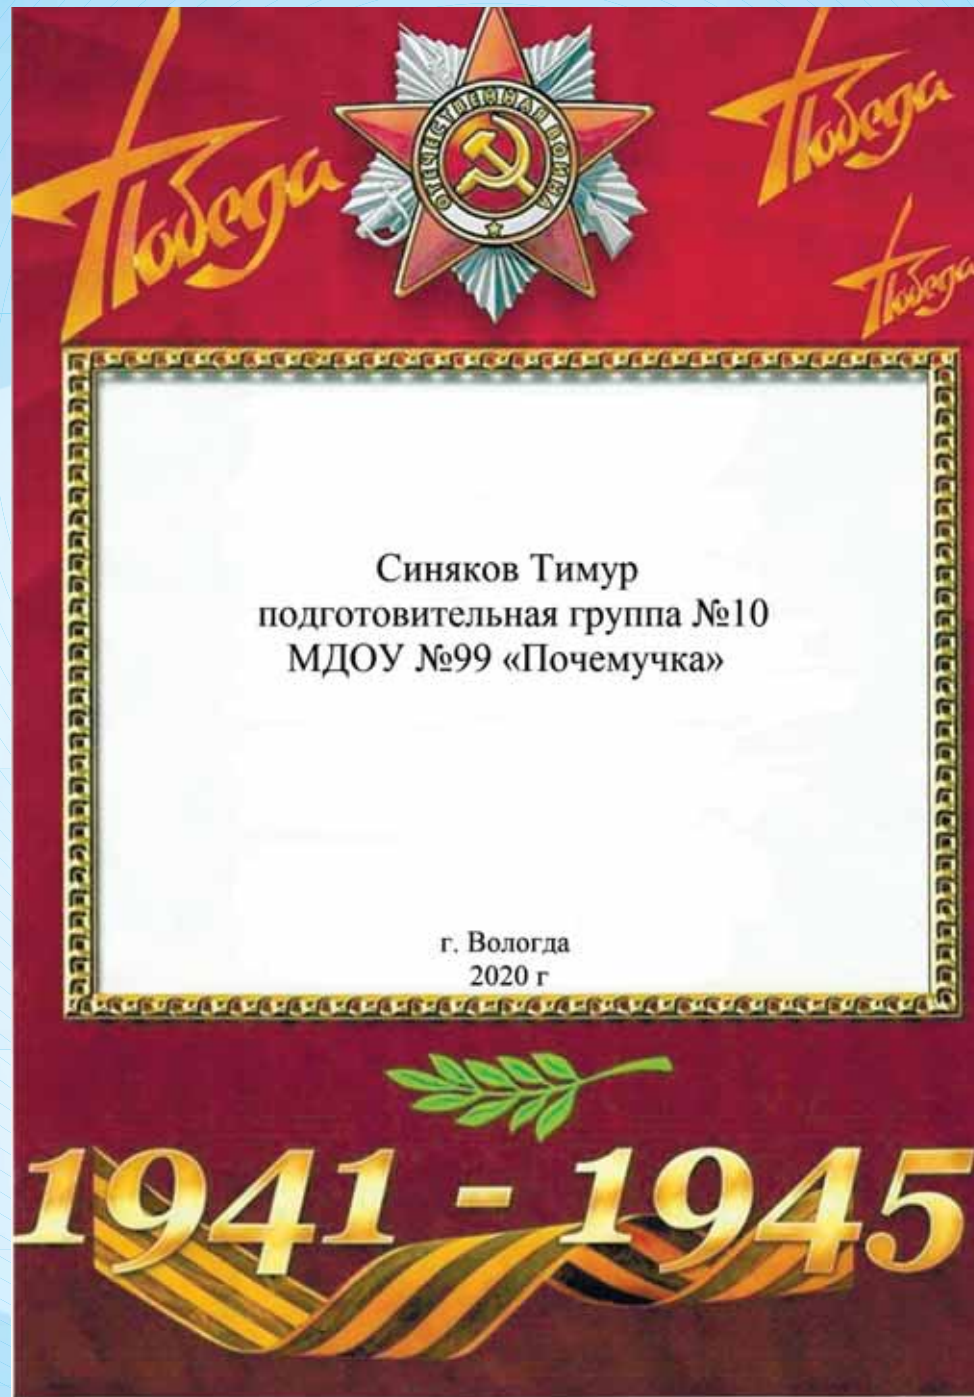 Победа
ОТЕЧЕСТВЕННАЯ ВОЙНА
Победа
Победа
Синяков Тимур
подготовительная группа №10
МДОУ №99 «Почемучка»
г. Вологда
2020 г
1941 - 1945